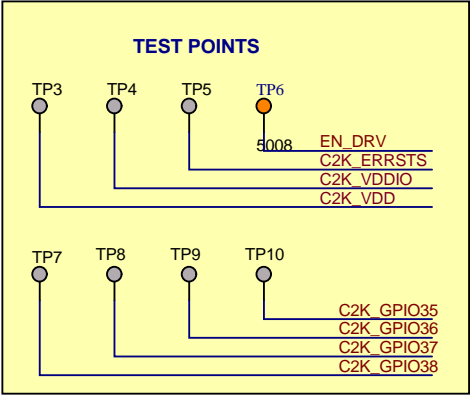 TEST POINTS
TP3 TP4 TP5 TP6
5008 EN_DRV
C2K_ERRSTS
C2K_VDDIO
C2K_VDD
TP7 TP8 TP9 TP10
C2K_GPIO35
C2K_GPIO36
C2K_GPIO37
C2K_GPIO38